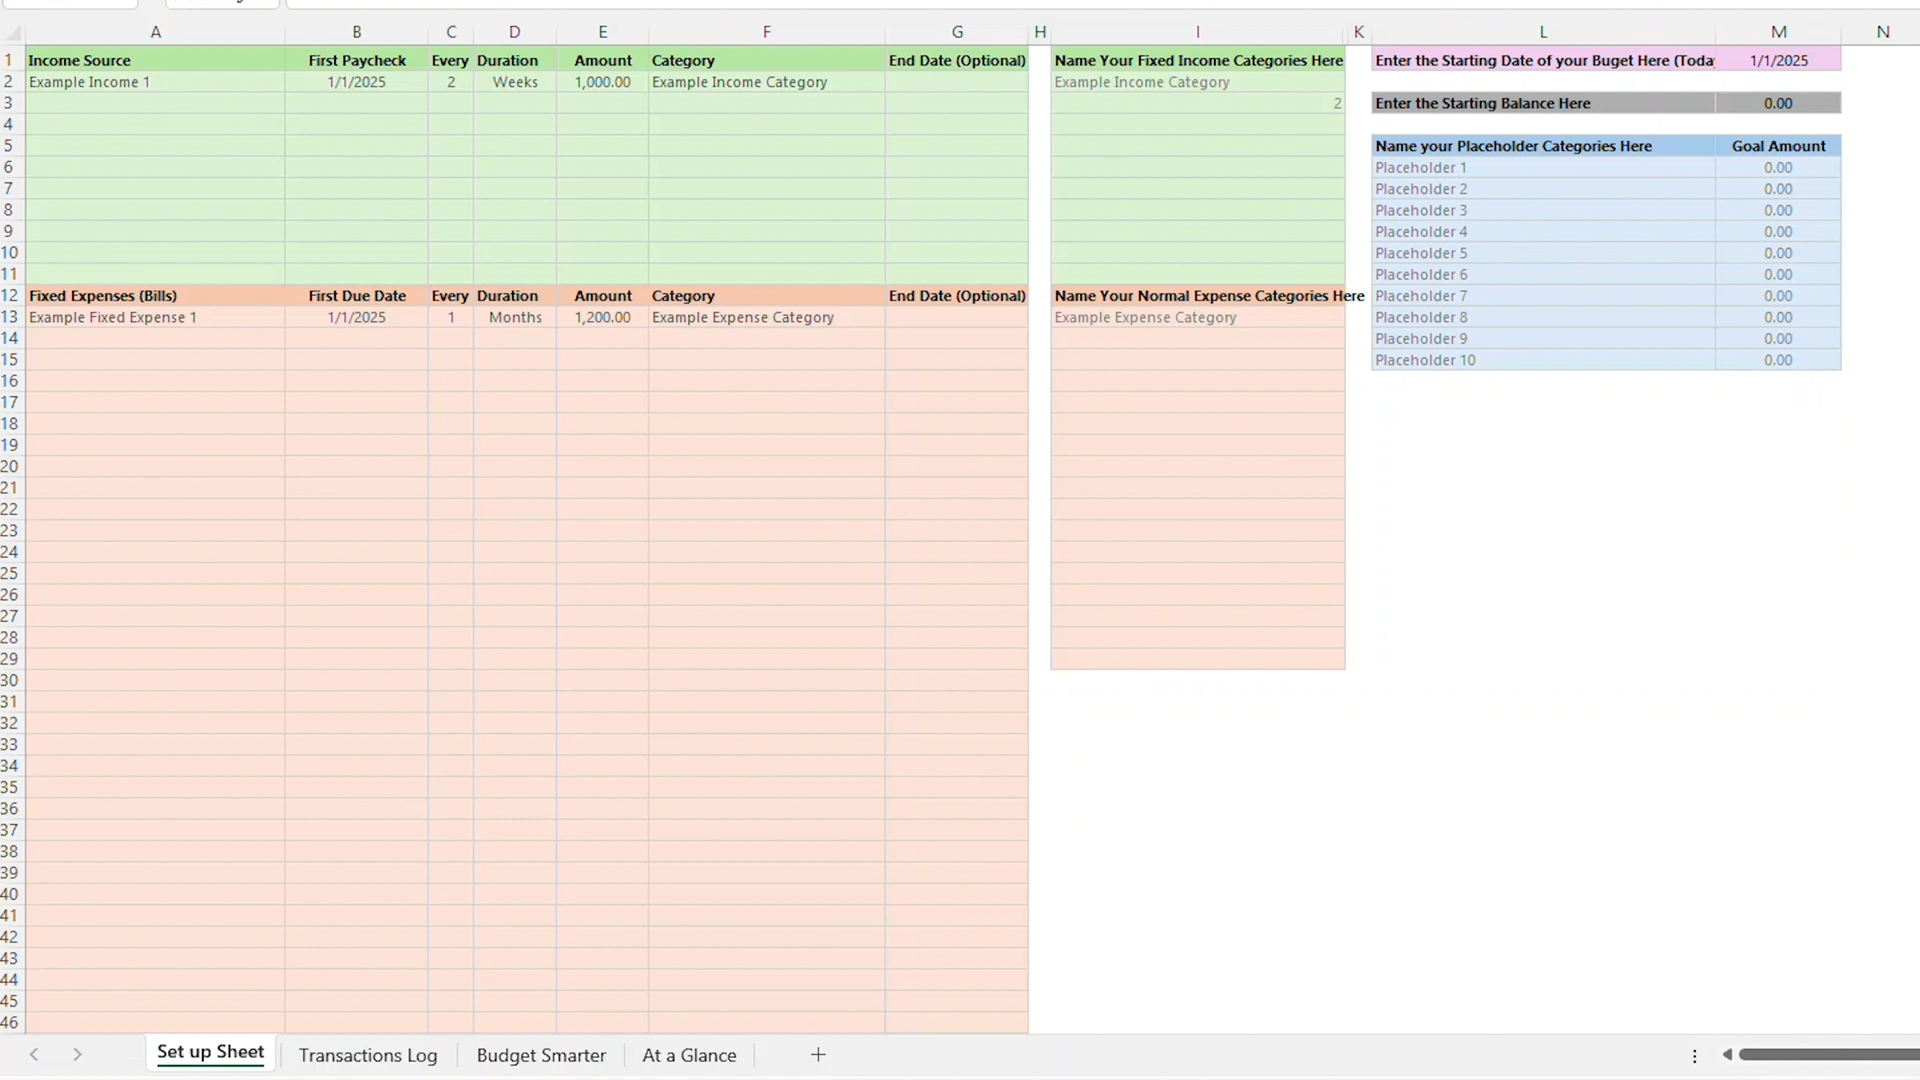 A B C D E F G H I K L M N
1 Income Source First Paycheck Every Duration Amount Category End Date (Optional) Name Your Fixed Income Categories Here Enter the Starting Date of your Buget Here (Today 1/1/2025
2 Example Income 1 1/1/2025 2 Weeks 1,000.00 Example Income Category Example Income Category
3 2 Enter the Starting Balance Here 0.00
4
5 Name your Placeholder Categories Here Goal Amount
6 Placeholder 1 0.00
7 Placeholder 2 0.00
8 Placeholder 3 0.00
9 Placeholder 4 0.00
10 Placeholder 5 0.00
11 Placeholder 6 0.00
12 Fixed Expenses (Bills) First Due Date Every Duration Amount Category End Date (Optional) Name Your Normal Expense Categories Here Placeholder 7 0.00
13 Example Fixed Expense 1 1/1/2025 1 Months 1,200.00 Example Expense Category Example Expense Category Placeholder 8 0.00
14 Placeholder 9 0.00
15 Placeholder 10 0.00
16
17
18
19
20
21
22
23
24
25
26
27
28
29
30
31
32
33
34
35
36
37
38
39
40
41
42
43
44
45
46
Set up Sheet Transactions Log Budget Smarter At a Glance